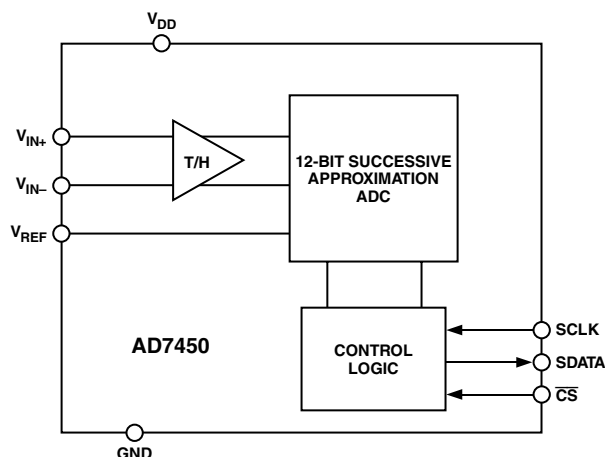 VDD
VIN+
VIN–
VREF
T/H
12-BIT SUCCESSIVE
APPROXIMATION
ADC
AD7450
CONTROL
LOGIC
SCLK
SDATA
CS
GND